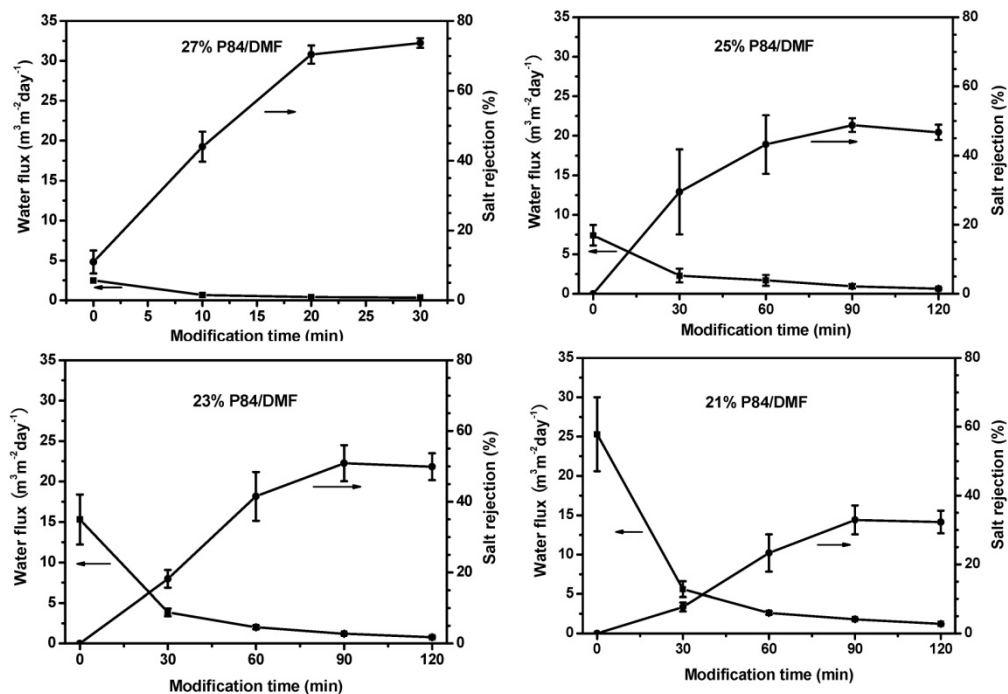 27% P84/DMF
Water flux (m³m⁻²day⁻¹)
35
30
25
20
15
10
5
0
80
60
40
20
0
Salt rejection (%)
0 5 10 15 20 25 30
Modification time (min)
25% P84/DMF
Water flux (m³m⁻²day⁻¹)
35
30
25
20
15
10
5
0
80
60
40
20
0
Salt rejection (%)
0 30 60 90 120
Modification time (min)
23% P84/DMF
Water flux (m³m⁻²day⁻¹)
35
30
25
20
15
10
5
0
80
60
40
20
0
Salt rejection (%)
0 30 60 90 120
Modification time (min)
21% P84/DMF
Water flux (m³m⁻²day⁻¹)
35
30
25
20
15
10
5
0
80
60
40
20
0
Salt rejection (%)
0 30 60 90 120
Modification time (min)